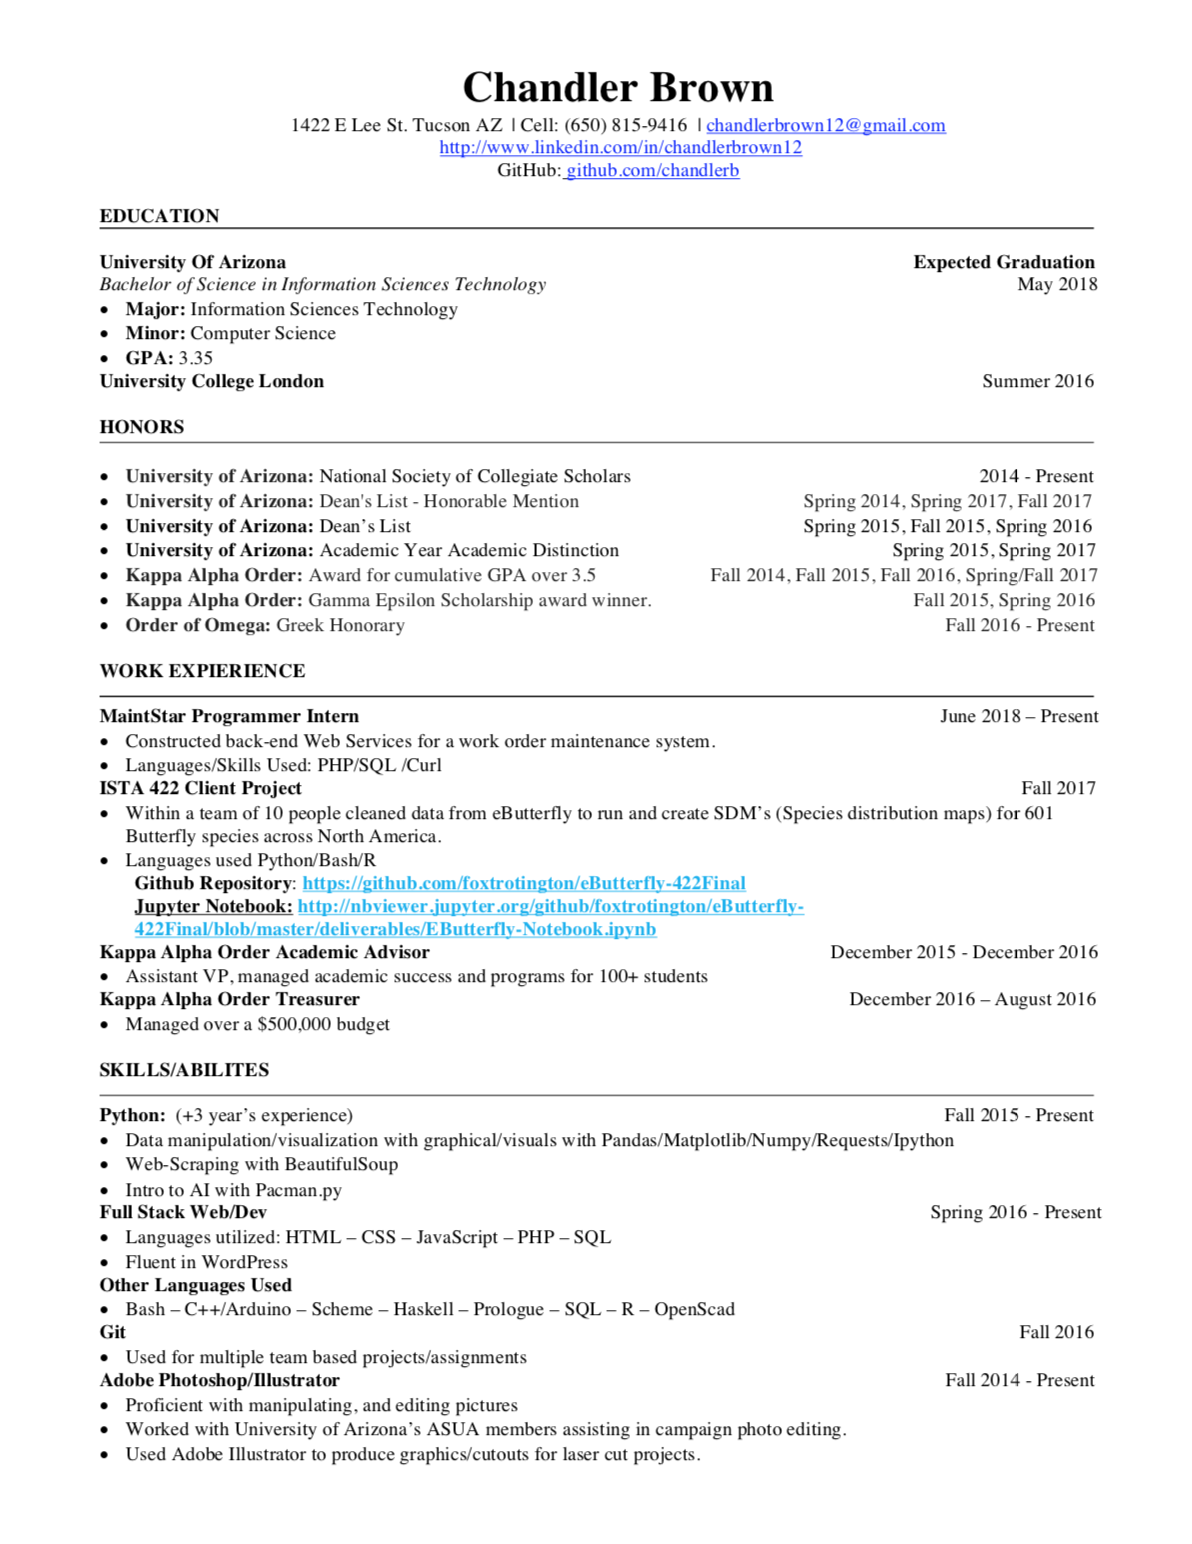 Chandler Brown
1422 E Lee St. Tucson AZ | Cell: (650) 815-9416 | chandlerbrown12@gmail.com
http://www.linkedin.com/in/chandlerbrown12
GitHub: github.com/chandlerb
EDUCATION
University Of Arizona Expected Graduation
Bachelor of Science in Information Sciences Technology May 2018
• Major: Information Sciences Technology
• Minor: Computer Science
• GPA: 3.35
University College London Summer 2016
HONORS
• University of Arizona: National Society of Collegiate Scholars 2014 - Present
• University of Arizona: Dean's List - Honorable Mention Spring 2014, Spring 2017, Fall 2017
• University of Arizona: Dean’s List Spring 2015, Fall 2015, Spring 2016
• University of Arizona: Academic Year Academic Distinction Spring 2015, Spring 2017
• Kappa Alpha Order: Award for cumulative GPA over 3.5 Fall 2014, Fall 2015, Fall 2016, Spring/Fall 2017
• Kappa Alpha Order: Gamma Epsilon Scholarship award winner. Fall 2015, Spring 2016
• Order of Omega: Greek Honorary Fall 2016 - Present
WORK EXPIERIENCE
MaintStar Programmer Intern June 2018 – Present
• Constructed back-end Web Services for a work order maintenance system.
• Languages/Skills Used: PHP/SQL /Curl
ISTA 422 Client Project Fall 2017
• Within a team of 10 people cleaned data from eButterfly to run and create SDM’s (Species distribution maps) for 601
Butterfly species across North America.
• Languages used Python/Bash/R
Github Repository: https://github.com/foxtrotington/eButterfly-422Final
Jupyter Notebook: http://nbviewer.jupyter.org/github/foxtrotington/eButterfly-
422Final/blob/master/deliverables/EButterfly-Notebook.ipynb
Kappa Alpha Order Academic Advisor December 2015 - December 2016
• Assistant VP, managed academic success and programs for 100+ students
Kappa Alpha Order Treasurer December 2016 – August 2016
• Managed over a $500,000 budget
SKILLS/ABILITES
Python: (+3 year’s experience) Fall 2015 - Present
• Data manipulation/visualization with graphical/visuals with Pandas/Matplotlib/Numpy/Requests/Ipython
• Web-Scraping with BeautifulSoup
• Intro to AI with Pacman.py
Full Stack Web/Dev Spring 2016 - Present
• Languages utilized: HTML – CSS – JavaScript – PHP – SQL
• Fluent in WordPress
Other Languages Used
• Bash – C++/Arduino – Scheme – Haskell – Prologue – SQL – R – OpenScad
Git Fall 2016
• Used for multiple team based projects/assignments
Adobe Photoshop/Illustrator Fall 2014 - Present
• Proficient with manipulating, and editing pictures
• Worked with University of Arizona’s ASUA members assisting in campaign photo editing.
• Used Adobe Illustrator to produce graphics/cutouts for laser cut projects.